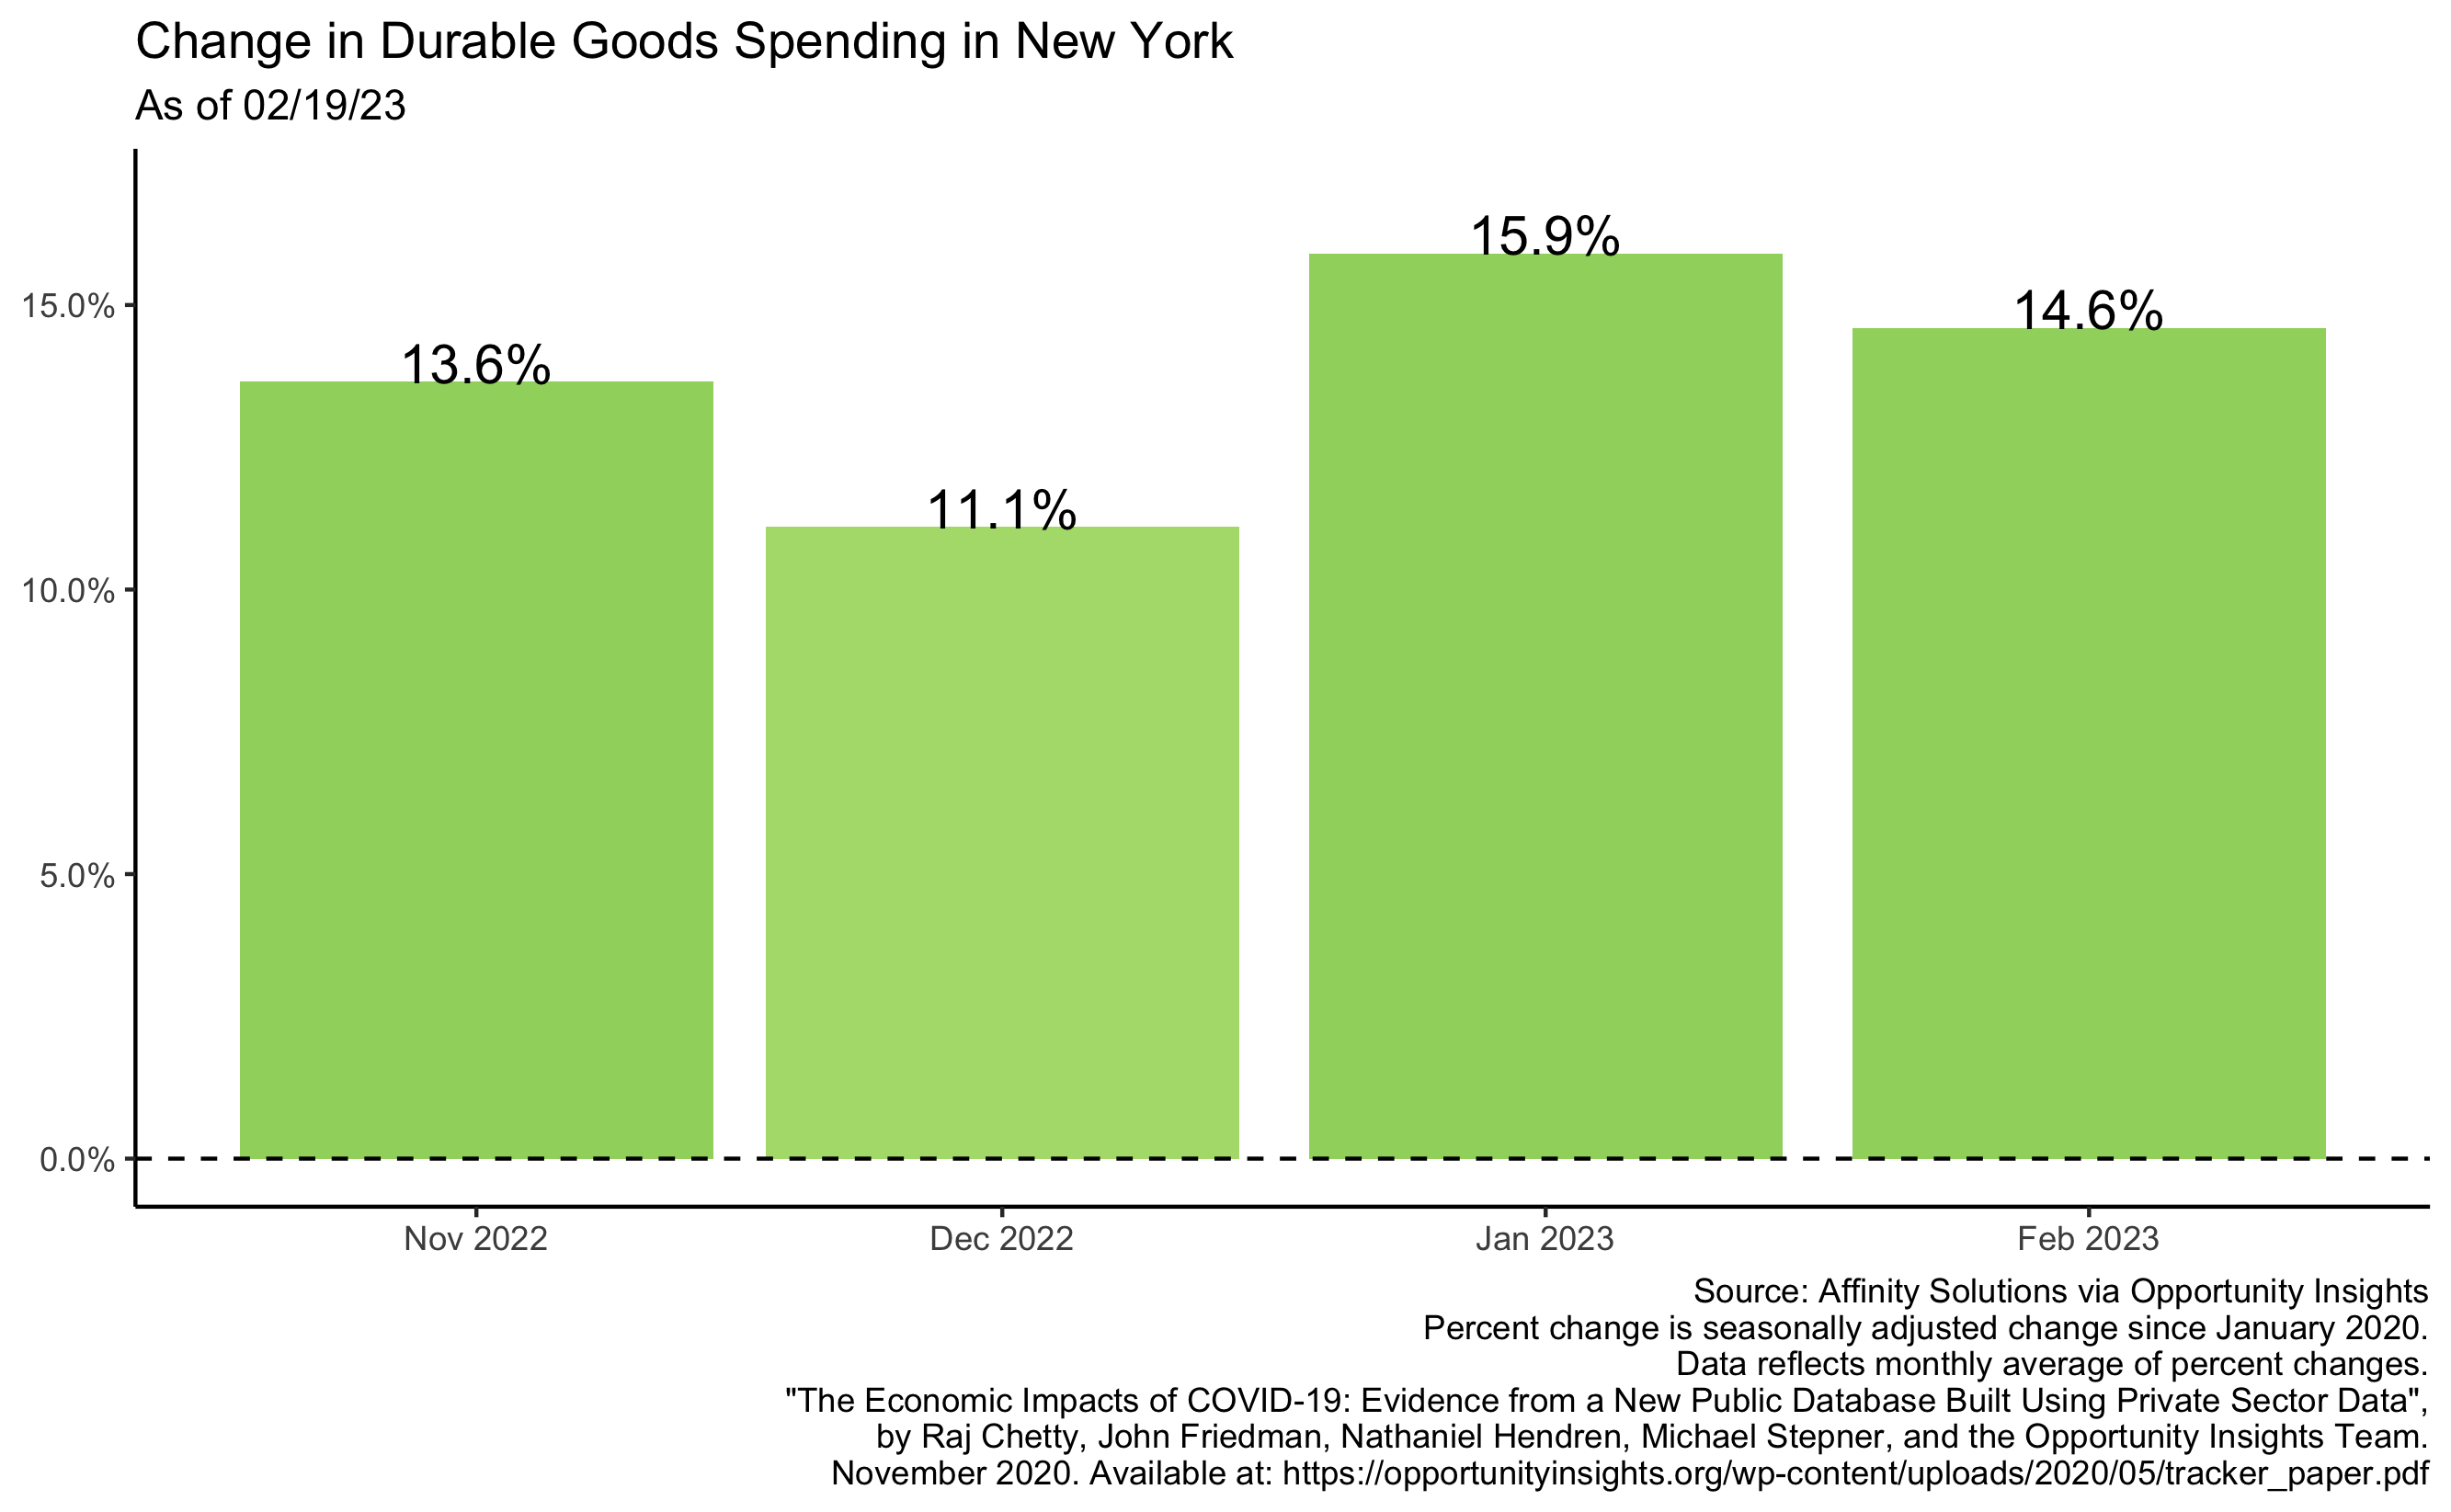 Change in Durable Goods Spending in New York
As of 02/19/23
15.9%
15.0%
14.6%
13.6%
11.1%
10.0%
5.0%
0.0%
Nov 2022
Dec 2022
Jan 2023
Feb 2023
Source: Affinity Solutions via Opportunity Insights
Percent change is seasonally adjusted change since January 2020.
Data reflects monthly average of percent changes.
"The Economic Impacts of COVID-19: Evidence from a New Public Database Built Using Private Sector Data",
by Raj Chetty, John Friedman, Nathaniel Hendren, Michael Stepner, and the Opportunity Insights Team.
November 2020. Available at: https://opportunityinsights.org/wp-content/uploads/2020/05/tracker_paper.pdf